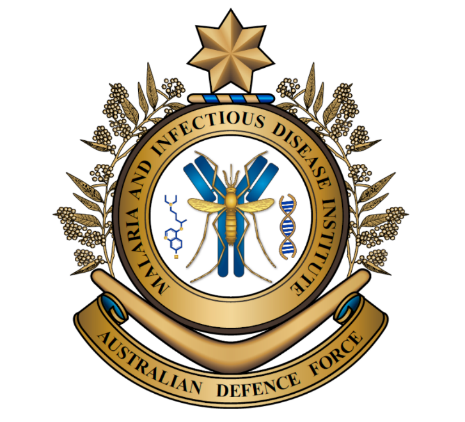 MALARIA AND INFECTIOUS DISEASE INSTITUTE
AUSTRALIAN DEFENCE FORCE